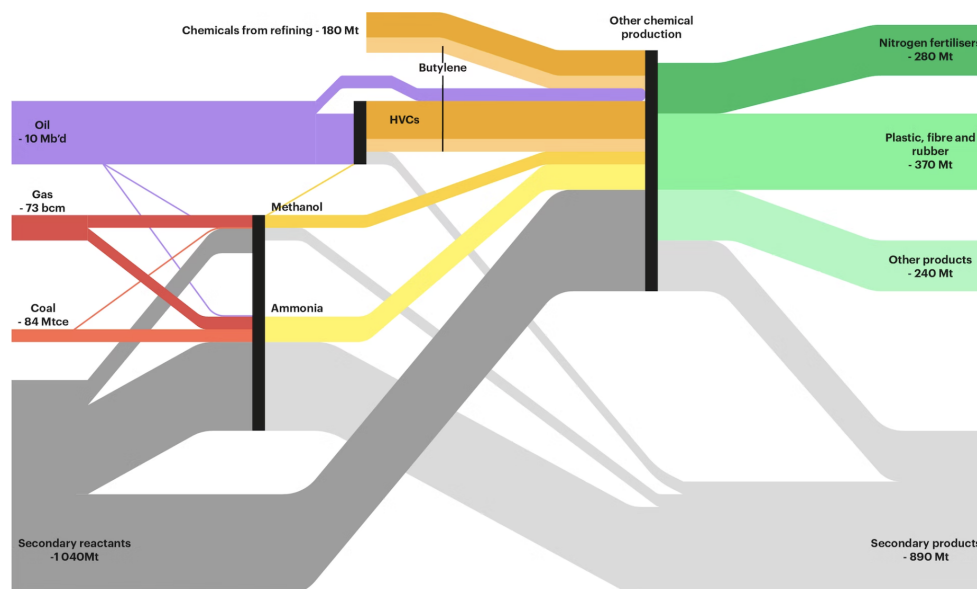 Other chemical
production
Chemicals from refining - 180 Mt
Nitrogen fertilisers
- 280 Mt
Butylene
Oil
- 10 Mb'd
HVCs
Plastic, fibre and
rubber
- 370 Mt
Gas
- 73 bcm
Methanol
Other products
- 240 Mt
Coal
- 84 Mtce
Ammonia
Secondary reactants
-1 040Mt
Secondary products
- 890 Mt